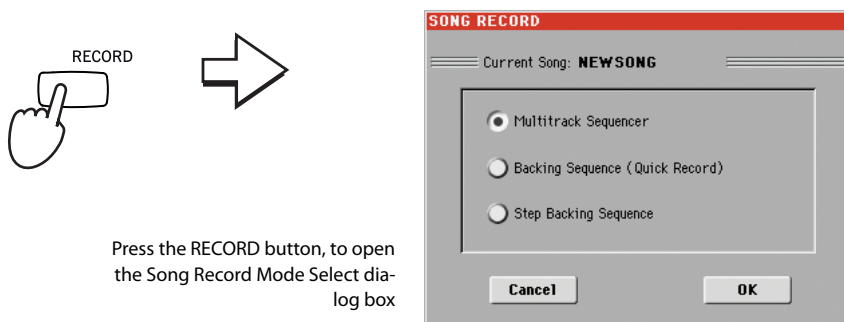 RECORD
Press the RECORD button, to open
the Song Record Mode Select dia-
log box
SONG RECORD
Current Song: NEWSONG
Multitrack Sequencer
Backing Sequence (Quick Record)
Step Backing Sequence
Cancel
OK